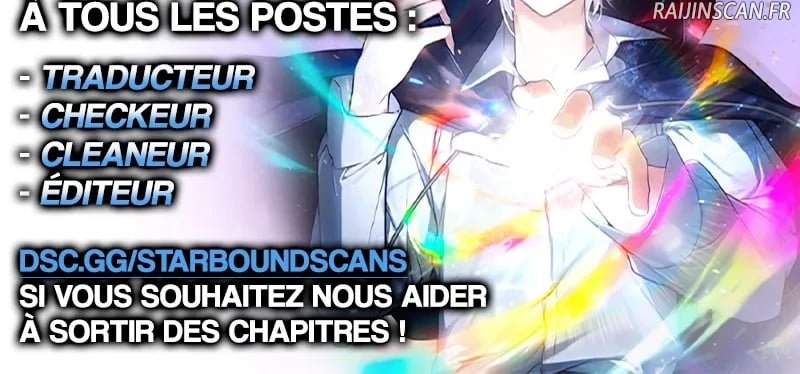 À TOUS LES POSTES :
RAIJINSCAN.FR
- TRADUCTEUR
- CHECKEUR
- CLEANEUR
- ÉDITEUR
DSC.GG/STARBOUNDSCANS
SI VOUS SOUHAITEZ NOUS AIDER
À SORTIR DES CHAPITRES !